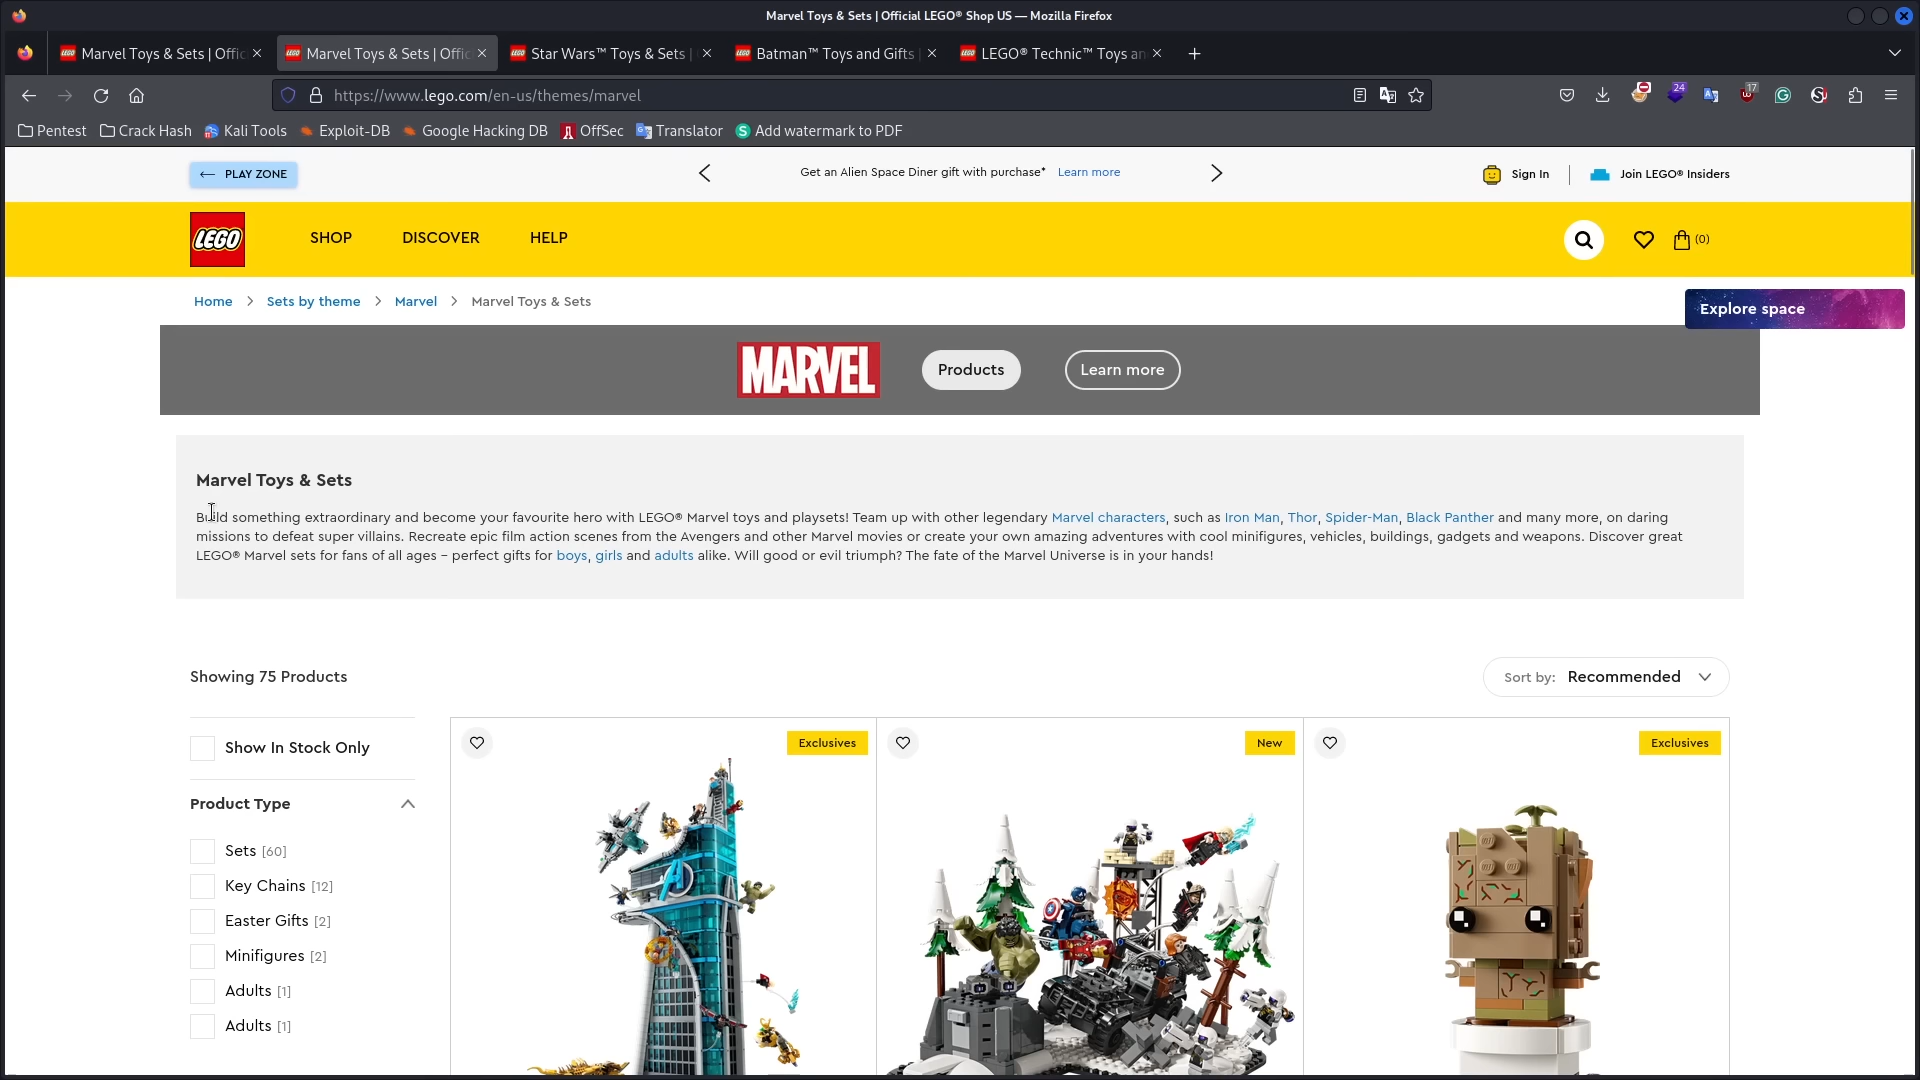 Marvel Toys & Sets | Official LEGO® Shop US — Mozilla Firefox
Marvel Toys & Sets | Offic
Marvel Toys & Sets | Offic
Star Wars™ Toys & Sets |
Batman™ Toys and Gifts |
LEGO® Technic™ Toys an
https://www.lego.com/en-us/themes/marvel
24
17
Pentest
Crack Hash
Kali Tools
Exploit-DB
Google Hacking DB
OffSec
Translator
Add watermark to PDF
PLAY ZONE
Get an Alien Space Diner gift with purchase* Learn more
Sign In
Join LEGO® Insiders
LEGO
SHOP
DISCOVER
HELP
(0)
Home > Sets by theme > Marvel > Marvel Toys & Sets
Explore space
MARVEL
Products
Learn more
Marvel Toys & Sets
Build something extraordinary and become your favourite hero with LEGO® Marvel toys and playsets! Team up with other legendary Marvel characters, such as Iron Man, Thor, Spider-Man, Black Panther and many more, on daring
missions to defeat super villains. Recreate epic film action scenes from the Avengers and other Marvel movies or create your own amazing adventures with cool minifigures, vehicles, buildings, gadgets and weapons. Discover great
LEGO® Marvel sets for fans of all ages – perfect gifts for boys, girls and adults alike. Will good or evil triumph? The fate of the Marvel Universe is in your hands!
Showing 75 Products
Sort by: Recommended
Show In Stock Only
Product Type
Sets [60]
Key Chains [12]
Easter Gifts [2]
Minifigures [2]
Adults [1]
Adults [1]
Exclusives
New
Exclusives